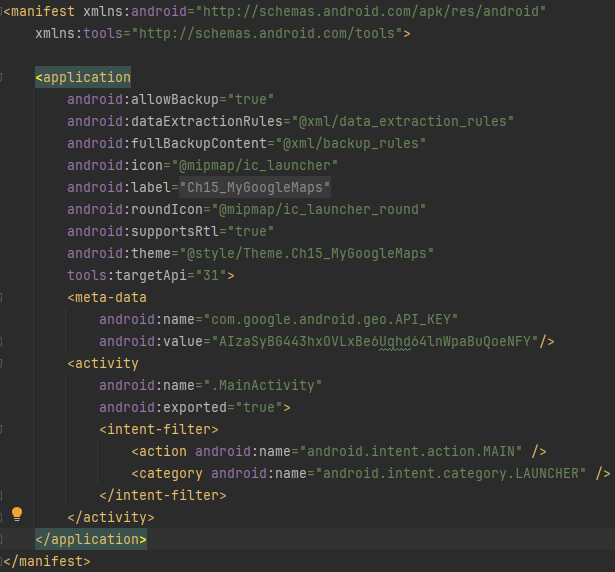 <manifest xmlns:android="http://schemas.android.com/apk/res/android"
xmlns:tools="http://schemas.android.com/tools">
<application
android:allowBackup="true"
android:dataExtractionRules="@xml/data_extraction_rules"
android:fullBackupContent="@xml/backup_rules"
android:icon="@mipmap/ic_launcher"
android:label="Ch15_MyGoogleMaps"
android:roundIcon="@mipmap/ic_launcher_round"
android:supportsRtl="true"
android:theme="@style/Theme.Ch15_MyGoogleMaps"
tools:targetApi="31">
<meta-data
android:name="com.google.android.geo.API_KEY"
android:value="AIzaSyBG443hxOVLxBe6Uqhd64lnWpaBuQoeNFY"/>
<activity
android:name=".MainActivity"
android:exported="true">
<intent-filter>
<action android:name="android.intent.action.MAIN" />
<category android:name="android.intent.category.LAUNCHER" />
</intent-filter>
</activity>
</application>
</manifest>